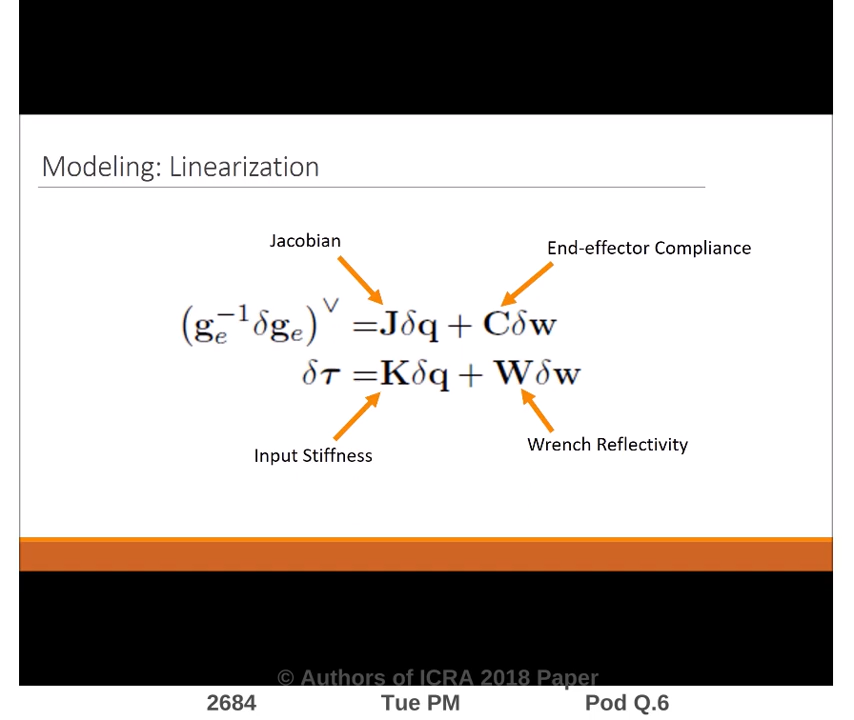 Modeling: Linearization
Jacobian
End-effector Compliance
(g_e^{-1}δg_e)^∨ =Jδq + Cδw
δτ =Kδq + Wδw
Input Stiffness
Wrench Reflectivity
© Authors of ICRA 2018 Paper
2684 Tue PM Pod Q.6